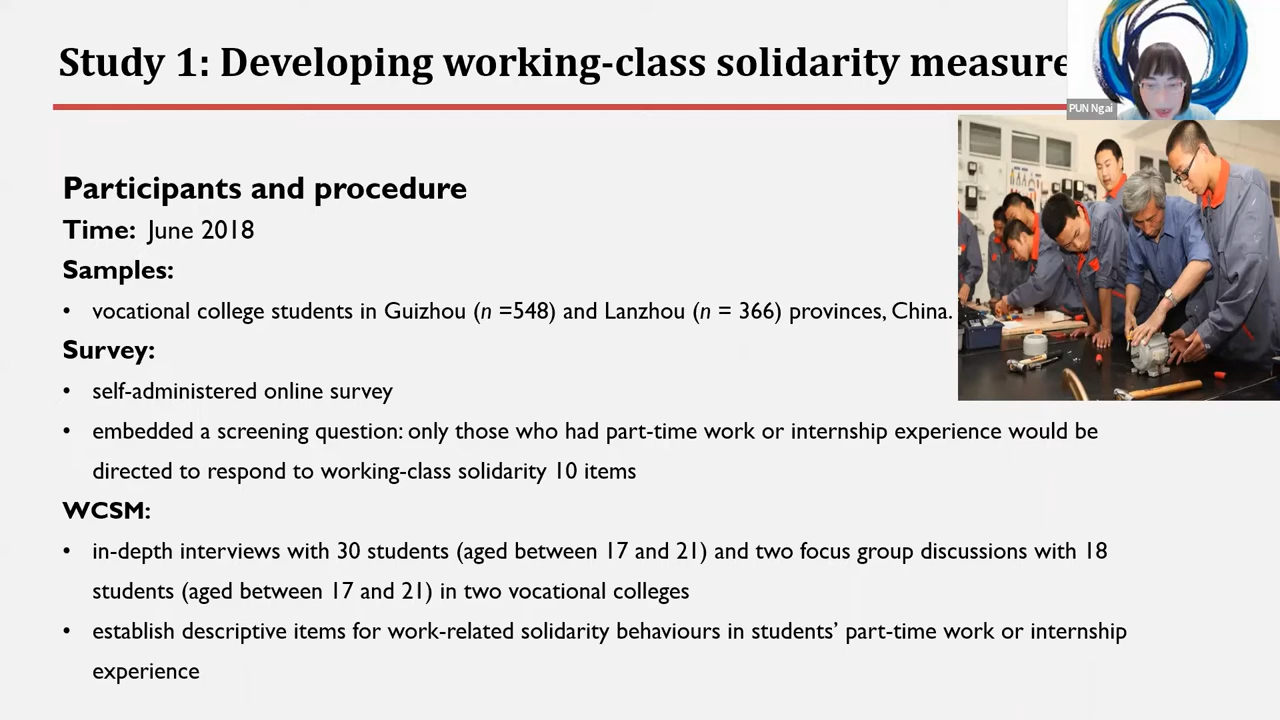 Study 1: Developing working-class solidarity measure
PUN Ngai
Participants and procedure
Time: June 2018
Samples:
• vocational college students in Guizhou (n =548) and Lanzhou (n = 366) provinces, China.
Survey:
• self-administered online survey
• embedded a screening question: only those who had part-time work or internship experience would be
directed to respond to working-class solidarity 10 items
WCSM:
• in-depth interviews with 30 students (aged between 17 and 21) and two focus group discussions with 18
students (aged between 17 and 21) in two vocational colleges
• establish descriptive items for work-related solidarity behaviours in students’ part-time work or internship
experience